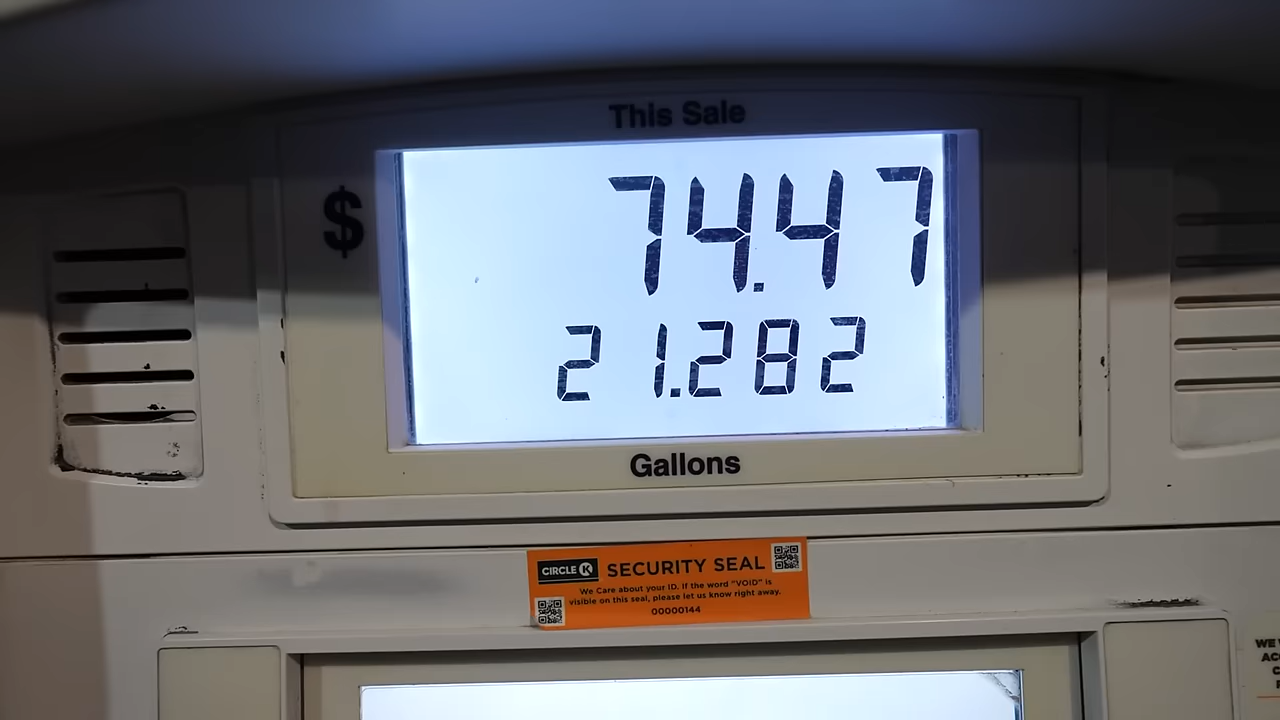 This Sale
$
74.47
21.282
Gallons
CIRCLE K
SECURITY SEAL
We Care about your ID. If the word "VOID" is
visible on this seal, please let us know right away.
00000144
WE